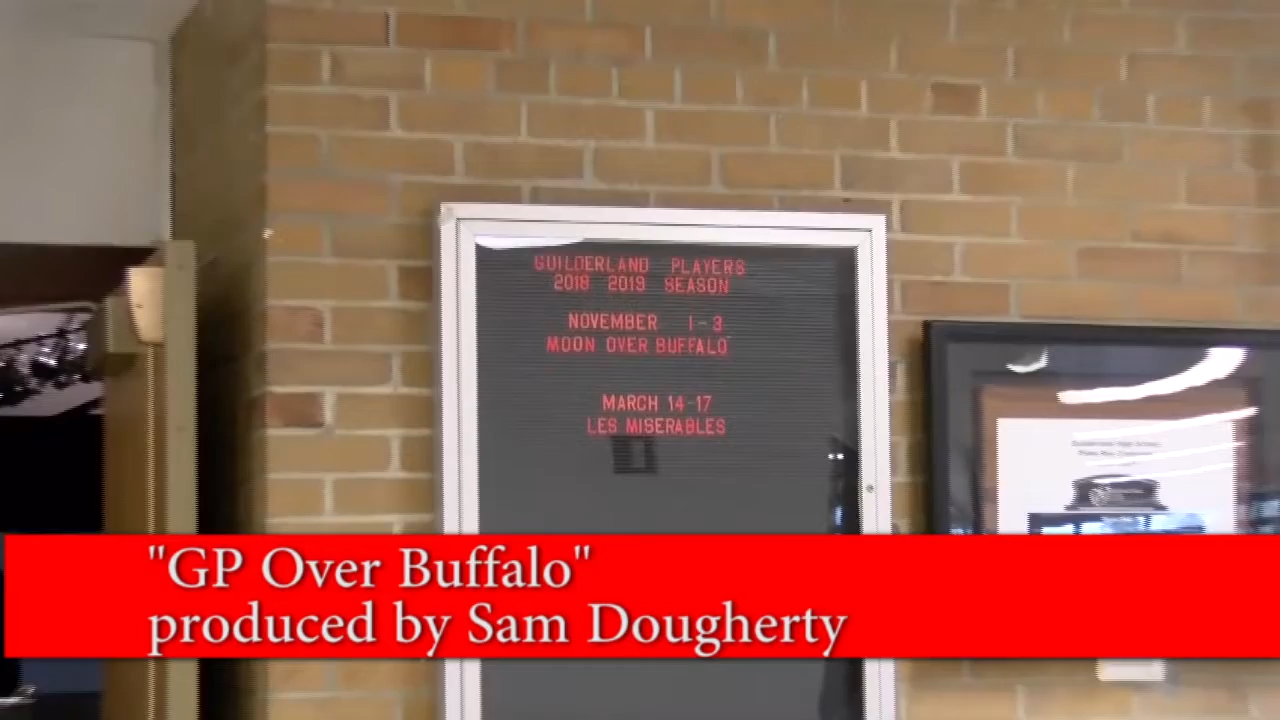 GUILDERLAND PLAYERS
2018 2019 SEASON
NOVEMBER 1-3
MOON OVER BUFFALO
MARCH 14-17
LES MISERABLES
"GP Over Buffalo"
produced by Sam Dougherty